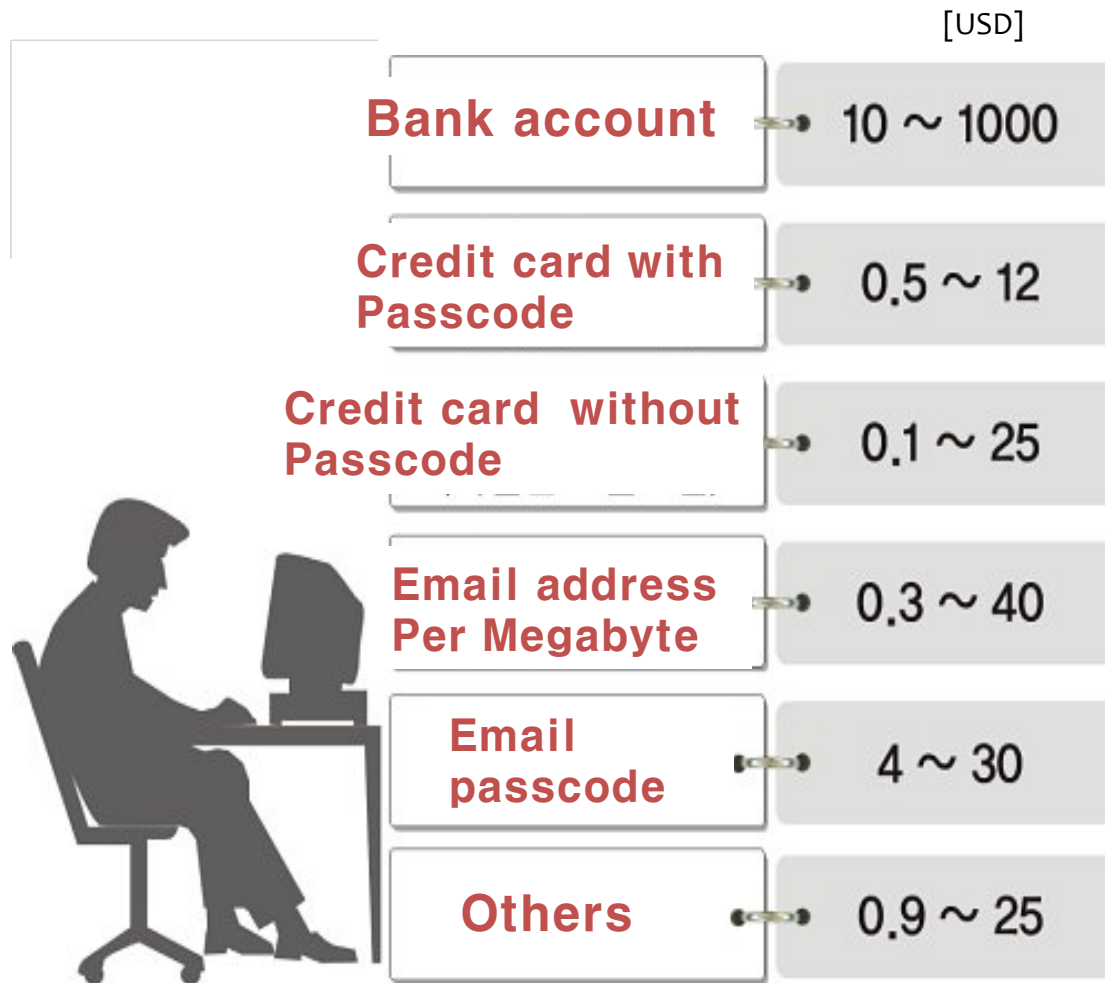 [USD]
Bank account
10 ~ 1000
Credit card with
Passcode
0.5 ~ 12
Credit card without
Passcode
0.1 ~ 25
Email address
Per Megabyte
0.3 ~ 40
Email
passcode
4 ~ 30
Others
0.9 ~ 25